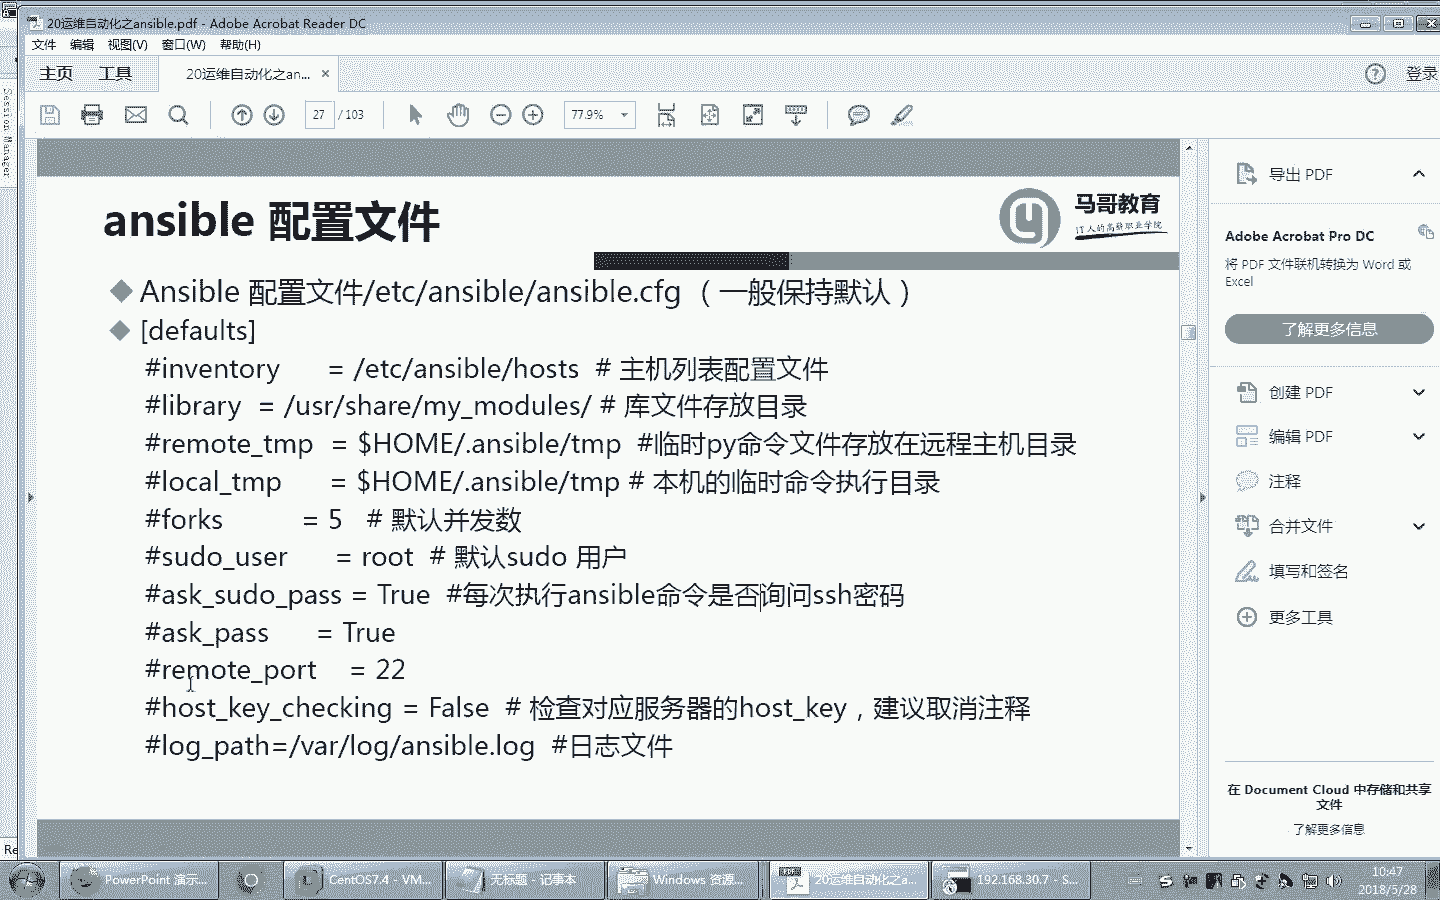 20运维自动化之ansible.pdf - Adobe Acrobat Reader DC
文件 编辑 视图(V) 窗口(W) 帮助(H)
主页 工具 20运维自动化之an... × ? 登录
27 / 103 77.9%
Session Manager
ansible 配置文件
马哥教育
IT人的高薪职业学院
Ansible 配置文件/etc/ansible/ansible.cfg （一般保持默认）
[defaults]
#inventory = /etc/ansible/hosts # 主机列表配置文件
#library = /usr/share/my_modules/ # 库文件存放目录
#remote_tmp = $HOME/.ansible/tmp #临时py命令文件存放在远程主机目录
#local_tmp = $HOME/.ansible/tmp # 本机的临时命令执行目录
#forks = 5 # 默认并发数
#sudo_user = root # 默认sudo 用户
#ask_sudo_pass = True #每次执行ansible命令是否询问ssh密码
#ask_pass = True
#remote_port = 22
#host_key_checking = False # 检查对应服务器的host_key，建议取消注释
#log_path=/var/log/ansible.log #日志文件
导出 PDF
Adobe Acrobat Pro DC
将 PDF 文件联机转换为 Word 或
Excel
了解更多信息
创建 PDF
编辑 PDF
注释
合并文件
填写和签名
更多工具
在 Document Cloud 中存储和共享
文件
了解更多信息
Re
PowerPoint 演示... CentOS7.4 - VM... 无标题 - 记事本 Windows 资源... 20运维自动化之a... 192.168.30.7 - S...
10:47
2018/5/28